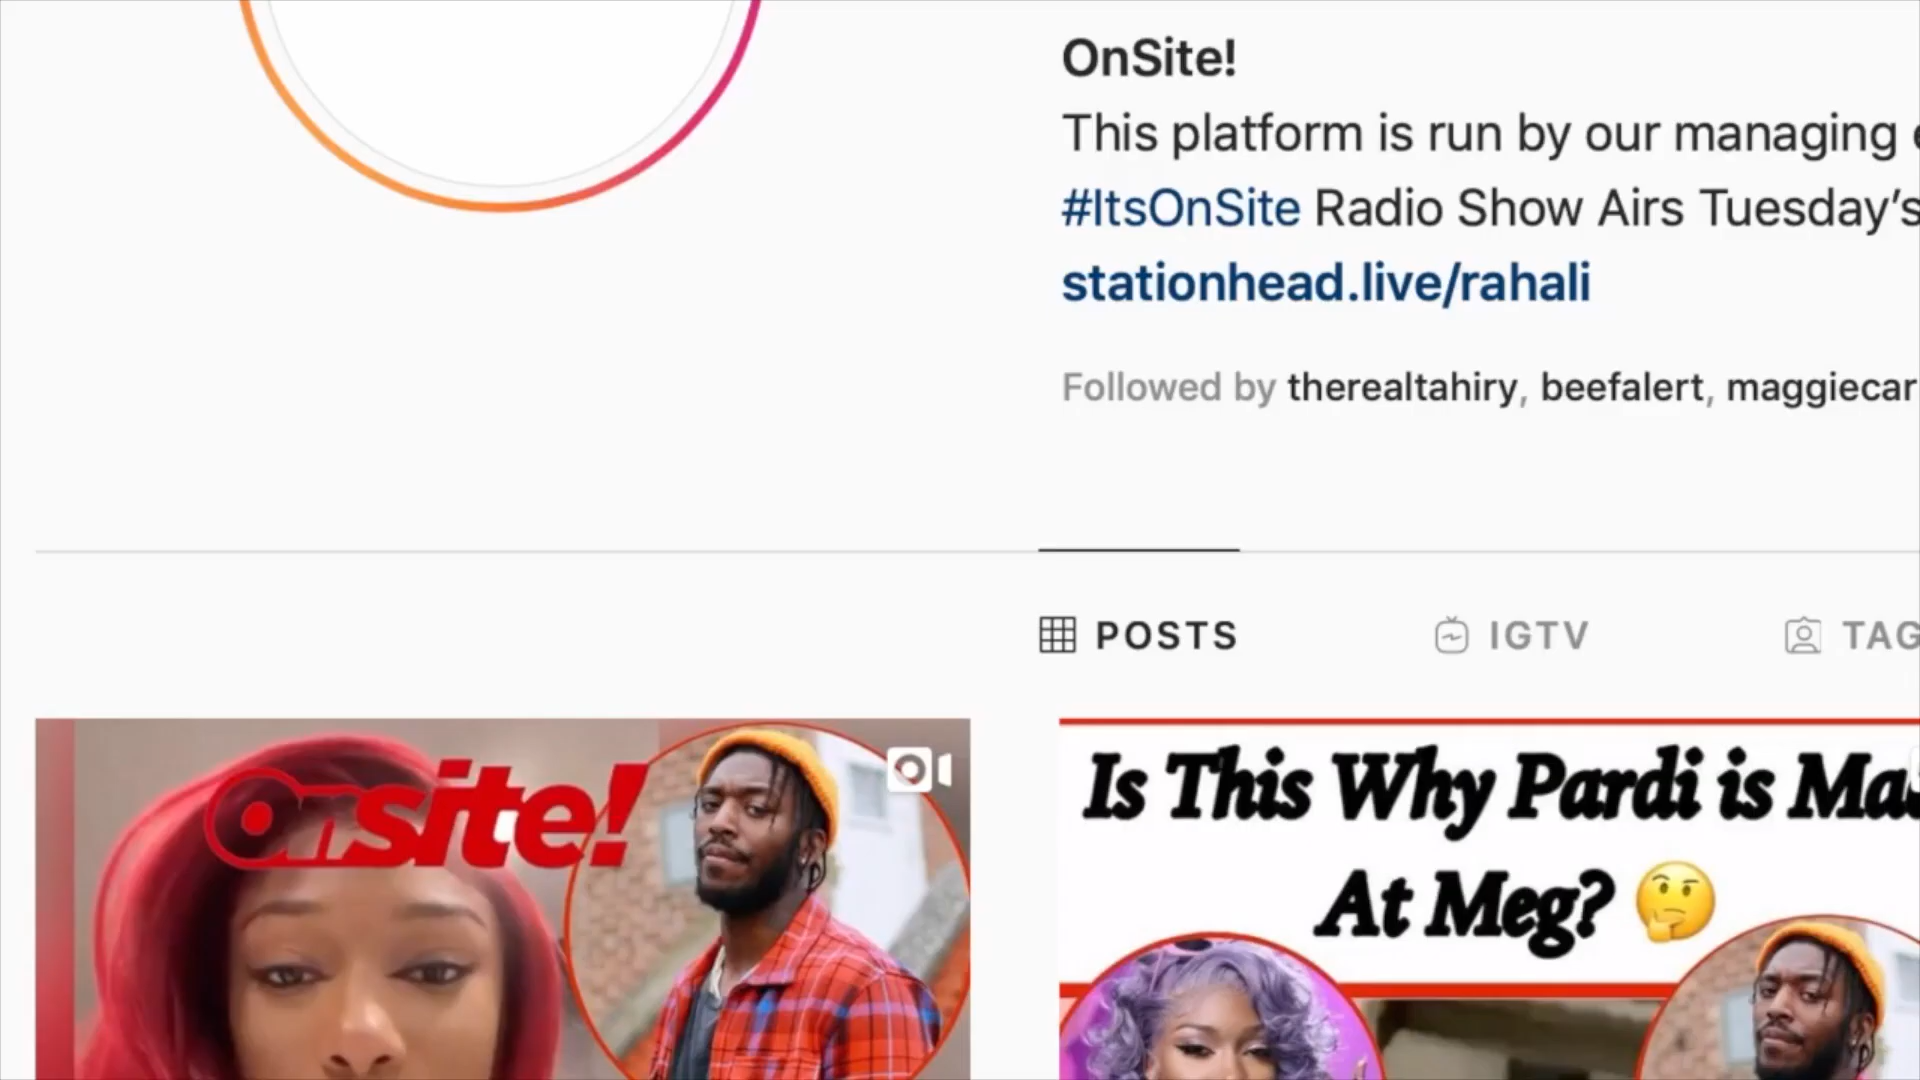 OnSite!
This platform is run by our managing
#ItsOnSite Radio Show Airs Tuesday’s
stationhead.live/rahali
Followed by therealtahiry, beefalert, maggiecar
POSTS
IGTV
TAG
Onsite!
Is This Why Pardi is Ma
At Meg? 🤔